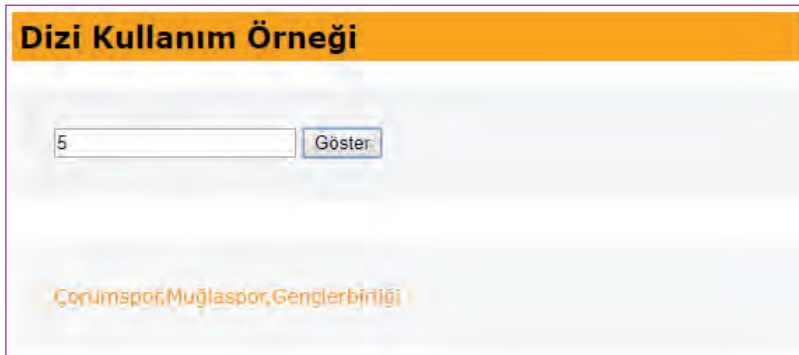 Dizi Kullanım Örneği
5 Göster
Çorumspor,Muğlaspor,Gençlerbirliği